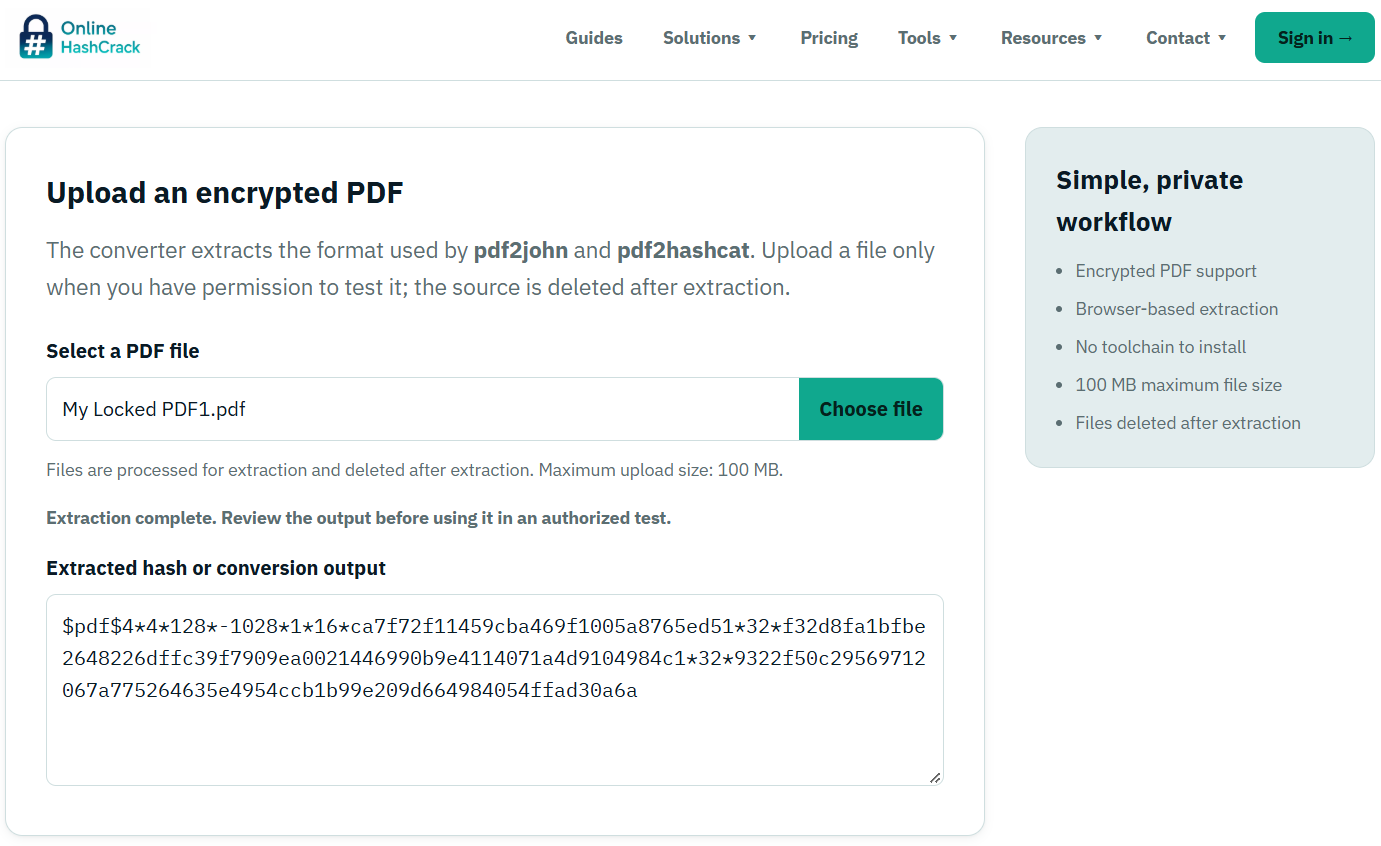 Online
HashCrack
Guides Solutions ▼ Pricing Tools ▼ Resources ▼ Contact ▼ Sign in →
Upload an encrypted PDF
The converter extracts the format used by pdf2john and pdf2hashcat. Upload a file only
when you have permission to test it; the source is deleted after extraction.
Select a PDF file
My Locked PDF1.pdf Choose file
Files are processed for extraction and deleted after extraction. Maximum upload size: 100 MB.
Extraction complete. Review the output before using it in an authorized test.
Extracted hash or conversion output
$pdf$4*4*128*-1028*1*16*ca7f72f11459cba469f1005a8765ed51*32*f32d8fa1bfbe
2648226dffc39f7909ea0021446990b9e4114071a4d9104984c1*32*9322f50c29569712
067a775264635e4954ccb1b99e209d664984054ffad30a6a
Simple, private
workflow
• Encrypted PDF support
• Browser-based extraction
• No toolchain to install
• 100 MB maximum file size
• Files deleted after extraction